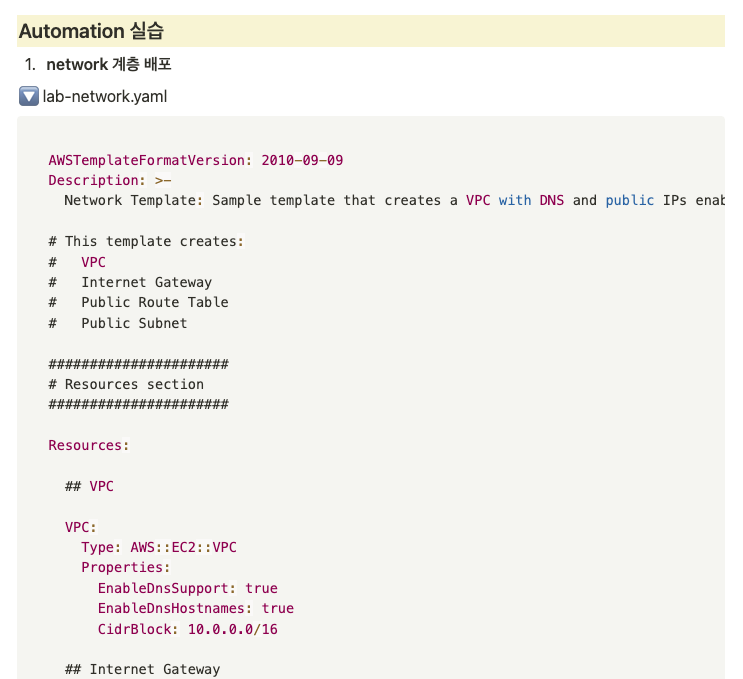 Automation 실습
1. network 계층 배포
lab-network.yaml
AWSTemplateFormatVersion: 2010-09-09
Description: >-
  Network Template: Sample template that creates a VPC with DNS and public IPs
# This template creates:
#   VPC
#   Internet Gateway
#   Public Route Table
#   Public Subnet
######################
# Resources section
######################
Resources:
  ## VPC
  VPC:
    Type: AWS::EC2::VPC
    Properties:
      EnableDnsSupport: true
      EnableDnsHostnames: true
      CidrBlock: 10.0.0.0/16
  ## Internet Gateway